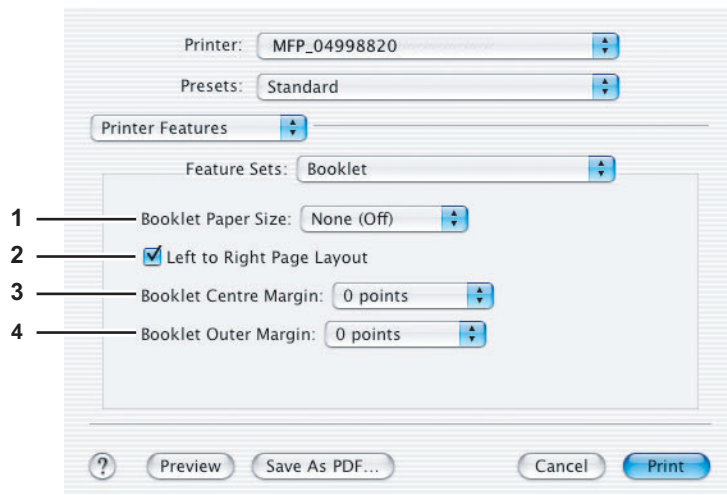 Printer: MFP_04998820
Presets: Standard
Printer Features
Feature Sets: Booklet
1 Booklet Paper Size: None (Off)
2 Left to Right Page Layout
3 Booklet Centre Margin: 0 points
4 Booklet Outer Margin: 0 points
? Preview Save As PDF... Cancel Print